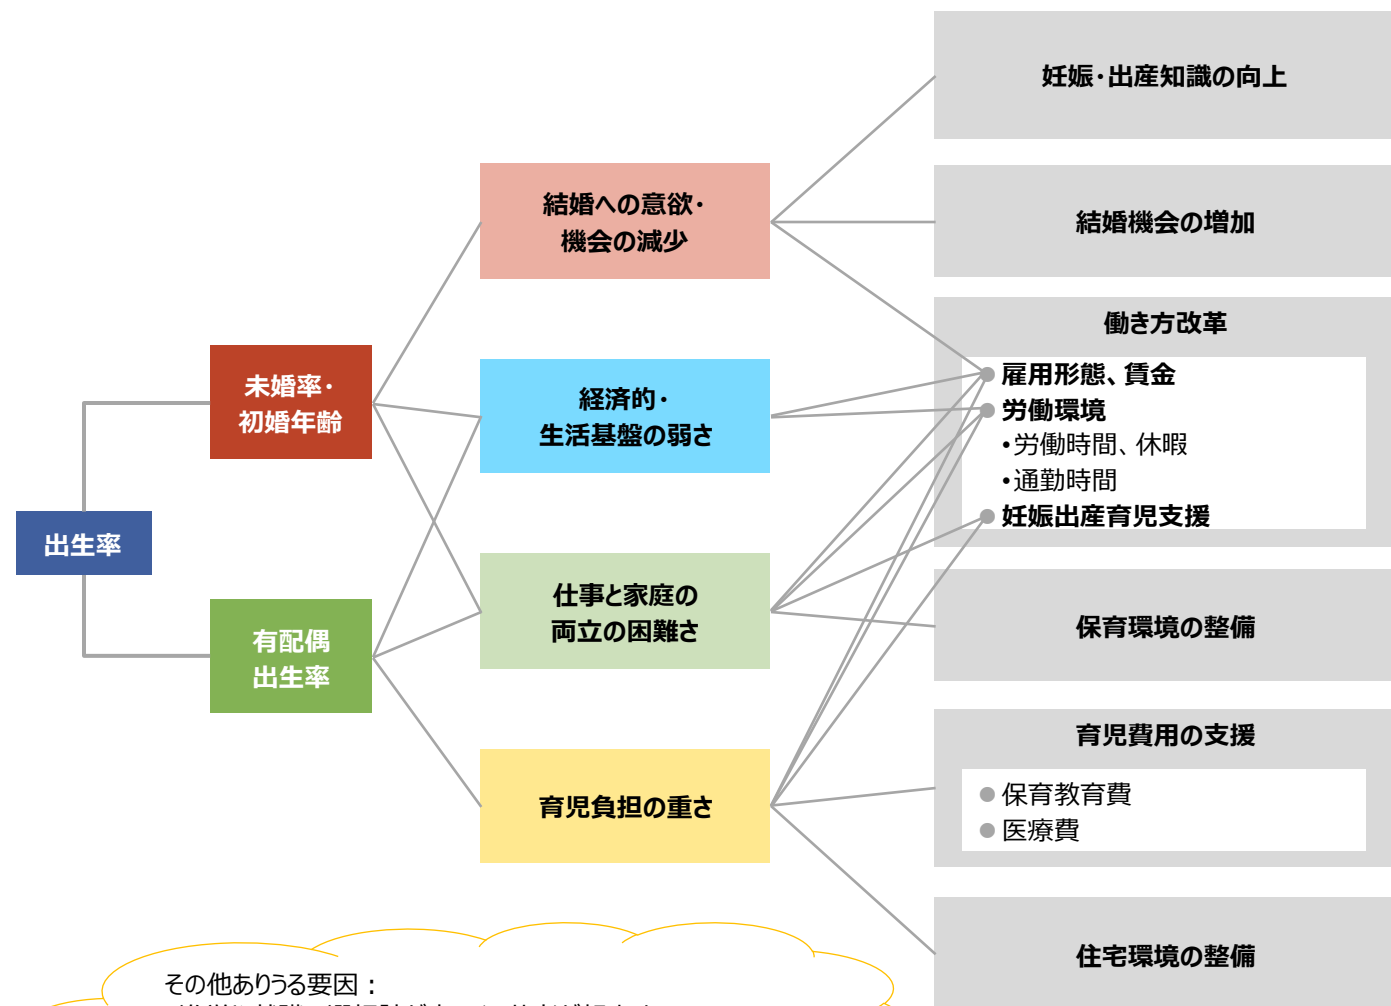 妊娠・出産知識の向上
結婚への意欲・
機会の減少
結婚機会の増加
働き方改革
雇用形態、賃金
労働環境
•労働時間、休暇
•通勤時間
妊娠出産育児支援
未婚率・
初婚年齢
経済的・
生活基盤の弱さ
出生率
有配偶
出生率
仕事と家庭の
両立の困難さ
保育環境の整備
育児負担の重さ
育児費用の支援
保育教育費
医療費
住宅環境の整備
その他ありうる要因：